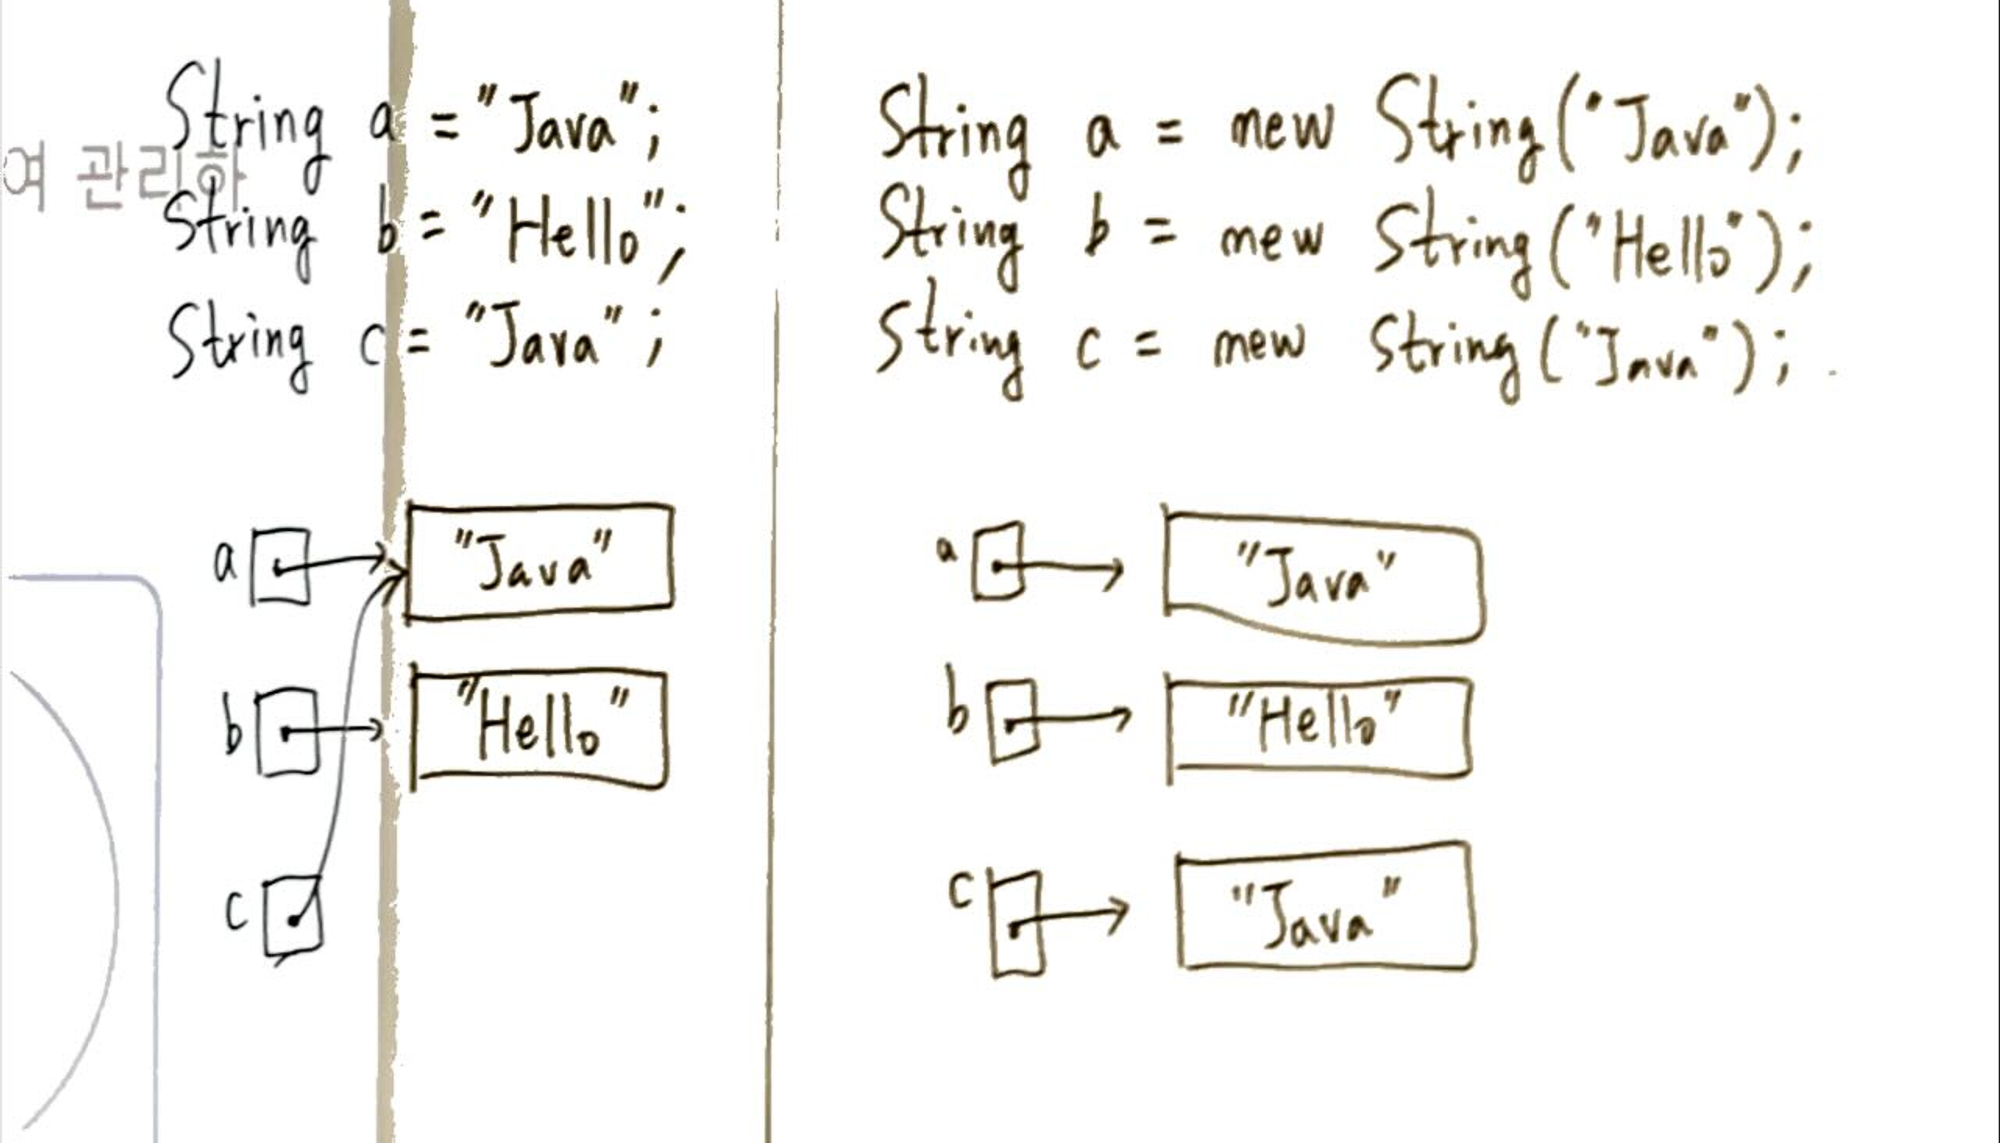 String a = "Java";
String b = "Hello";
String c = "Java";
여 관리하
String a = new String("Java");
String b = new String("Hello");
String c = new String("Java");
a "Java"
b "Hello"
c
a "Java"
b "Hello"
c "Java"